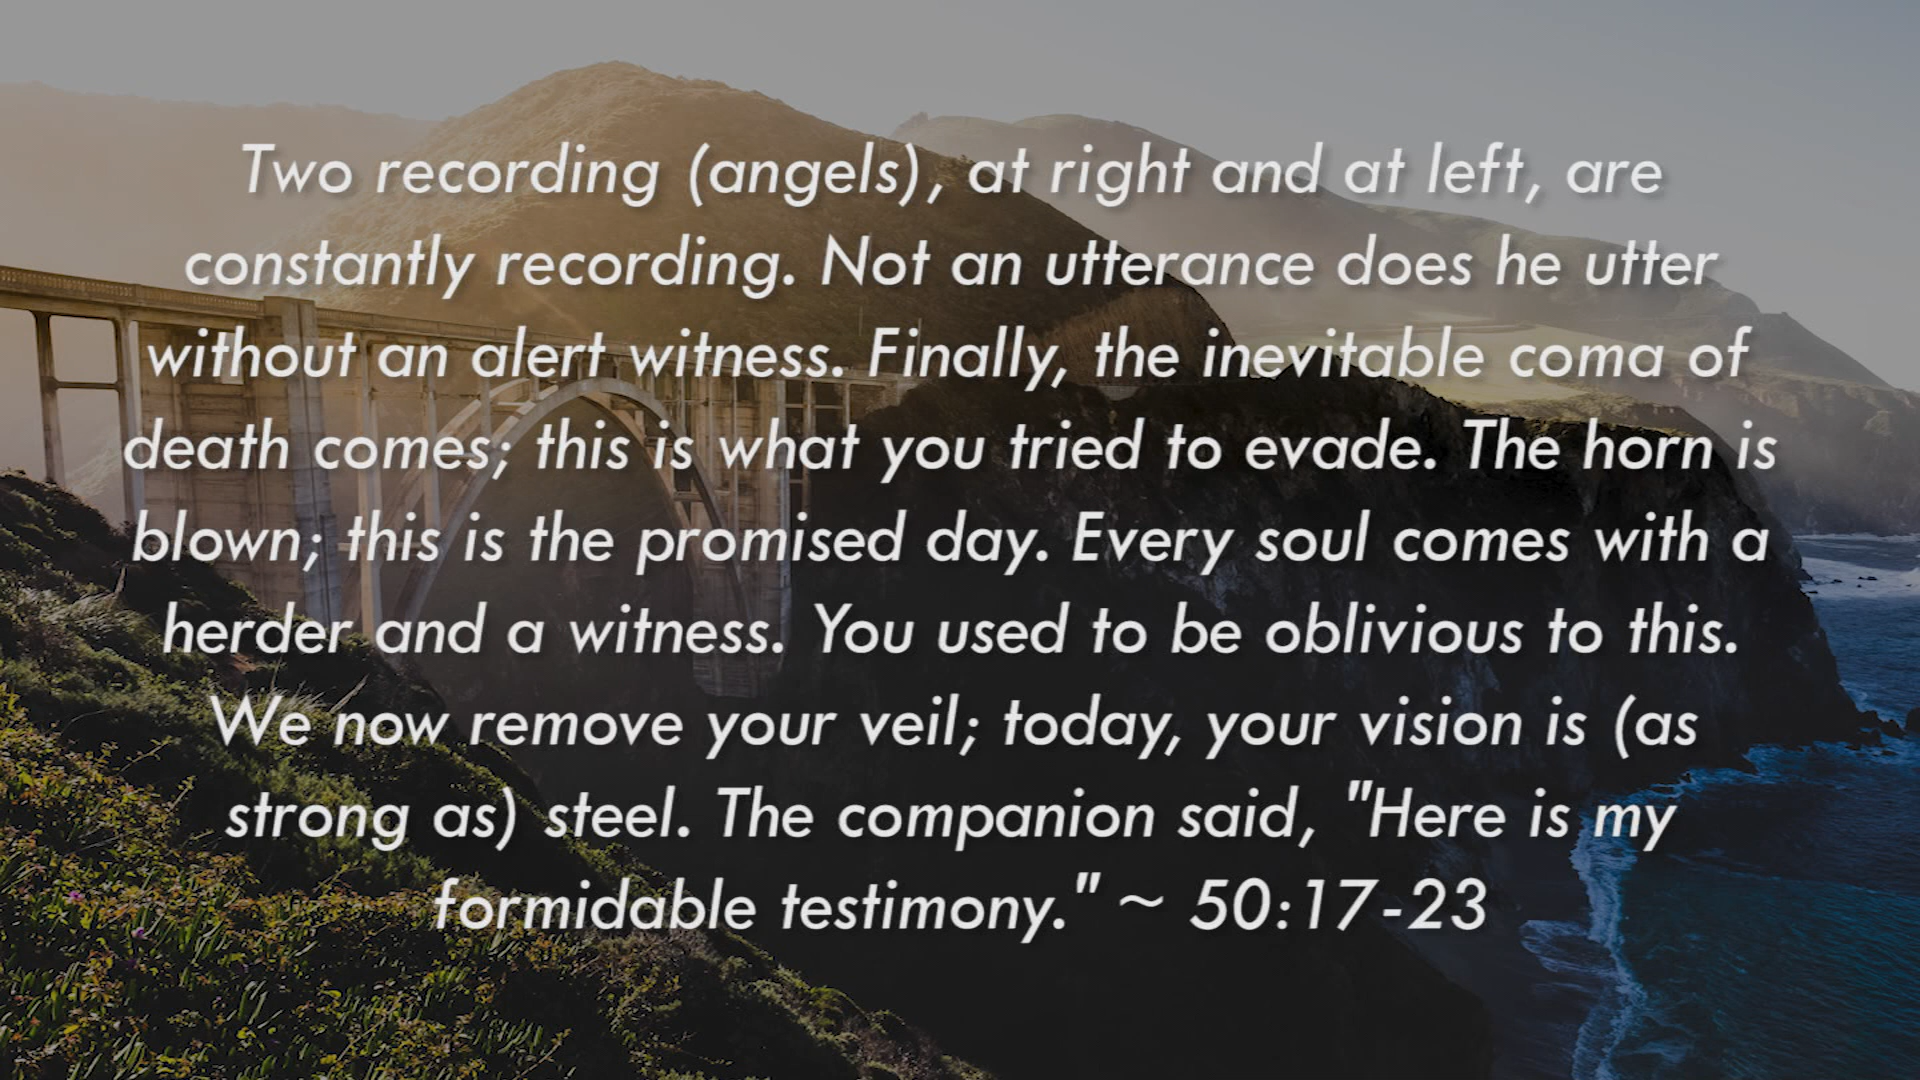 Two recording (angels), at right and at left, are
constantly recording. Not an utterance does he utter
without an alert witness. Finally, the inevitable coma of
death comes; this is what you tried to evade. The horn is
blown; this is the promised day. Every soul comes with a
herder and a witness. You used to be oblivious to this.
We now remove your veil; today, your vision is (as
strong as) steel. The companion said, "Here is my
formidable testimony." ~ 50:17-23